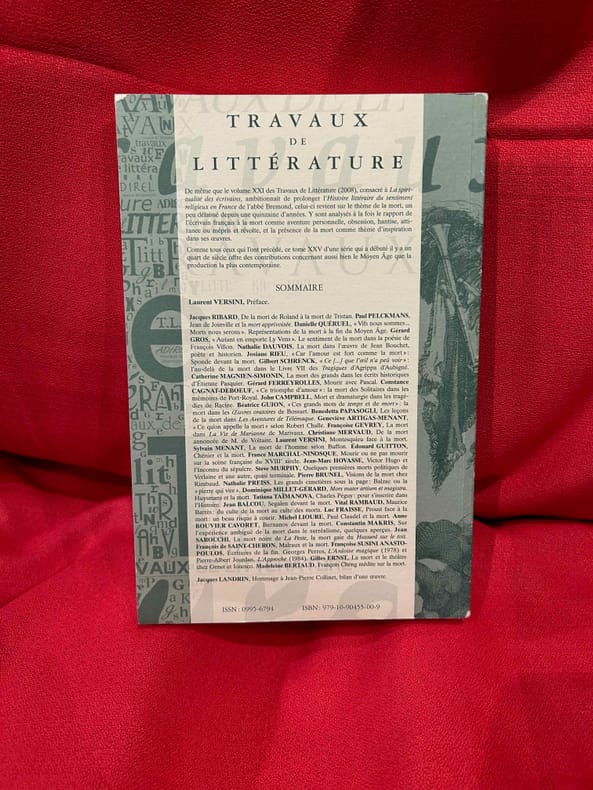 TRAVAUX
DE
LITTÉRATURE
De même que le volume XXI des Travaux de Littérature (2008), consacré à La spiri-
tualité des écrivains, ambitionnait de prolonger l'Histoire littéraire du sentiment
religieux en France de l'abbé Bremond, celui-ci revient sur le thème de la mort, un
peu délaissé depuis une quinzaine d'années. Y sont analysés à la fois le rapport de
l'écrivain français à la mort comme aventure personnelle, obsession, hantise, atti-
rance ou mépris et révolte, et la présence de la mort comme thème d'inspiration
dans ses œuvres.
Comme tous ceux qui l'ont précédé, ce tome XXV d'une série qui a débuté il y a un
quart de siècle offre des contributions concernant aussi bien le Moyen Âge que la
production la plus contemporaine.
SOMMAIRE
Laurent VERSINI, Préface.
Jacques RIBARD, De la mort de Roland à la mort de Tristan. Paul PELCKMANS,
Jean de Joinville et la mort apprivoisée. Danielle QUÉRUEL, « Vifs nous sommes...
Morts nous serons ». Représentations de la mort à la fin du Moyen Âge. Gérard
GROS, « Autant en emporte Ly Vens ». Le sentiment de la mort dans la poésie de
François Villon. Nathalie DAUVOIS, La mort dans l'œuvre de Jean Bouchet,
poète et historien. Josiane RIEU, « Car l'amour est fort comme la mort » :
Sponde devant la mort. Gilbert SCHRENCK, « Ce [...] que l'œil n'a peu voir » :
l'au-delà de la mort dans le Livre VII des Tragiques d'Agrippa d'Aubigné.
Catherine MAGNIEN-SIMONIN, La mort des grands dans les écrits historiques
d'Étienne Pasquier. Gérard FERREYROLLES, Mourir avec Pascal. Constance
CAGNAT-DEBŒUF, « Ce triomphe d'amour » : la mort des Solitaires dans les
mémoires de Port-Royal. John CAMPBELL, Mort et dramaturgie dans les tragé-
dies de Racine. Béatrice GUION, « Ces grands mots de temps et de mort » : la
mort dans les Œuvres oratoires de Bossuet. Benedetta PAPASOGLI, Les leçons
de la mort dans Les Aventures de Télémaque. Geneviève ARTIGAS-MENANT,
« Ce qu'on appelle la mort » selon Robert Challe. Françoise GEVREY, La mort
dans La Vie de Marianne de Marivaux. Christiane MERVAUD, De la mort
annoncée de M. de Voltaire. Laurent VERSINI, Montesquieu face à la mort.
Sylvain MENANT, La mort de l'homme selon Buffon. Édouard GUITTON,
Chénier et la mort. France MARCHAL-NINOSQUE, Mourir ou ne pas mourir
sur la scène française du XVIIIe siècle. Jean-Marc HOVASSE, Victor Hugo et
l'Inconnu du sépulcre. Steve MURPHY, Quelques premières morts politiques de
Verlaine et une autre, quasi terminale. Pierre BRUNEL, Visions de la mort chez
Rimbaud. Nathalie PREISS, Les grands cimetières sous la page : Balzac ou la
« pierre qui vire ». Dominique MILLET-GÉRARD, Mors mater artium et magistra.
Huysmans et la mort. Tatiana TAÏMANOVA, Charles Péguy : pour s'inscrire dans
l'Histoire. Jean BALCOU, Segalen devant la mort. Vital RAMBAUD, Maurice
Barrès : du culte de la mort au culte des morts. Luc FRAISSE, Proust face à la
mort : un beau risque à courir. Michel LIOURE, Paul Claudel et la mort. Anne
BOUVIER CAVORET, Bernanos devant la mort. Constantin MAKRIS, Sur
l'expérience ambiguë de la mort dans le surréalisme, quelques aperçus. Jean
SAROCCHI, La mort noire de La Peste, la mort gaie du Hussard sur le toit.
François de SAINT-CHERON, Malraux et la mort. Françoise SUSINI ANASTO-
POULOS, Écritures de la fin. Georges Perros, L'Ardoise magique (1978) et
Pierre-Albert Jourdan, L'Approche (1984). Gilles ERNST, La mort et le théâtre
chez Genet et Ionesco. Madeleine BERTAUD, François Cheng médite sur la mort.
Jacques LANDRIN, Hommage à Jean-Pierre Collinet, bilan d'une œuvre.
ISSN : 0995-6794 ISBN : 979-10-90455-00-9